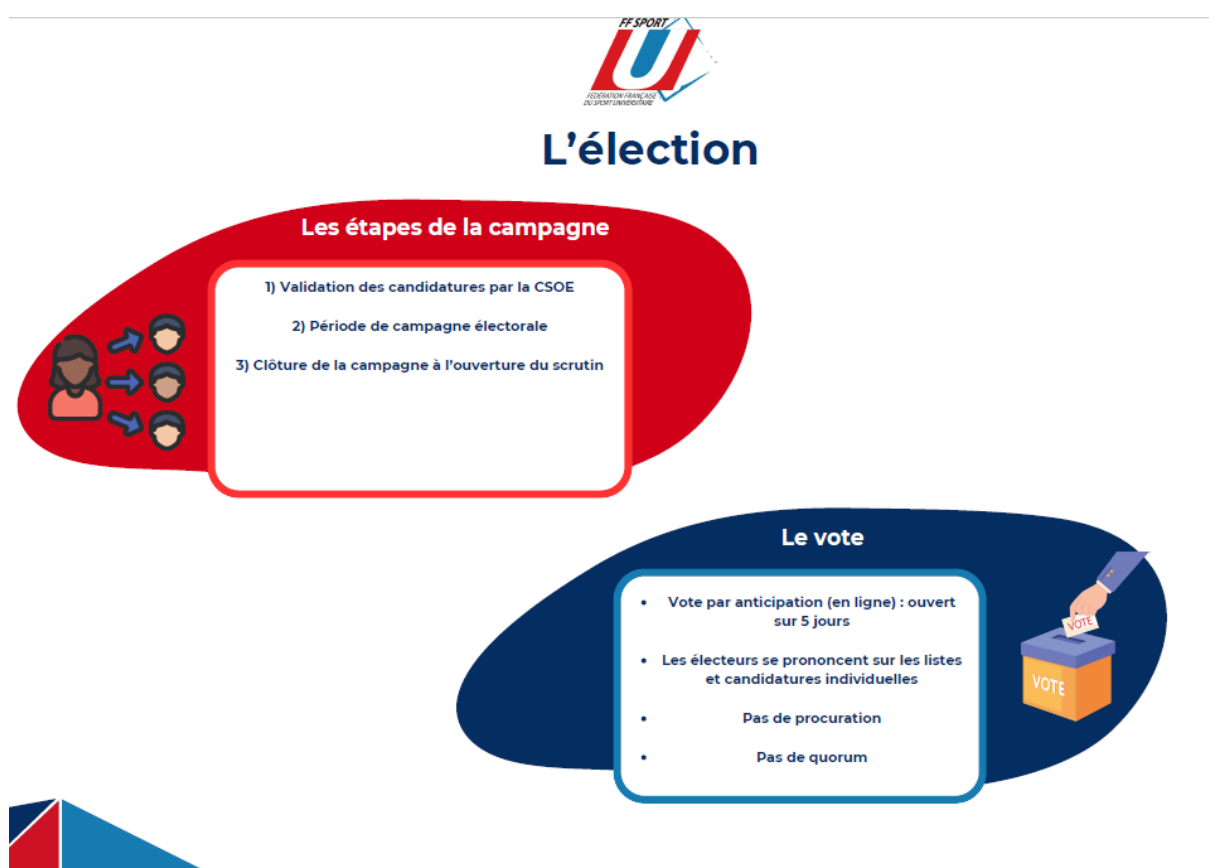 FF SPORT
U
FÉDÉRATION FRANÇAISE
DU SPORT UNIVERSITAIRE
L’élection
Les étapes de la campagne
1) Validation des candidatures par la CSOE
2) Période de campagne électorale
3) Clôture de la campagne à l’ouverture du scrutin
Le vote
• Vote par anticipation (en ligne) : ouvert
sur 5 jours
• Les électeurs se prononcent sur les listes
et candidatures individuelles
• Pas de procuration
• Pas de quorum
VOTE
VOTE